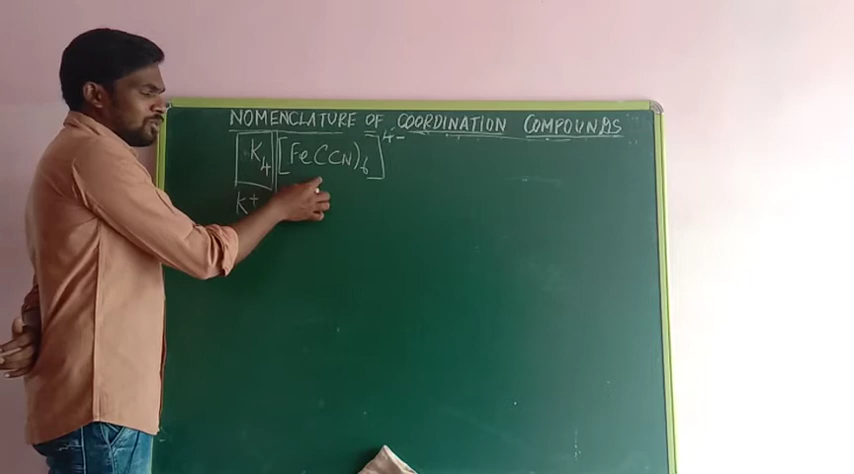 NOMENCLATURE OF COORDINATION COMPOUNDS
K4 [Fe(CN)6]4-
K+